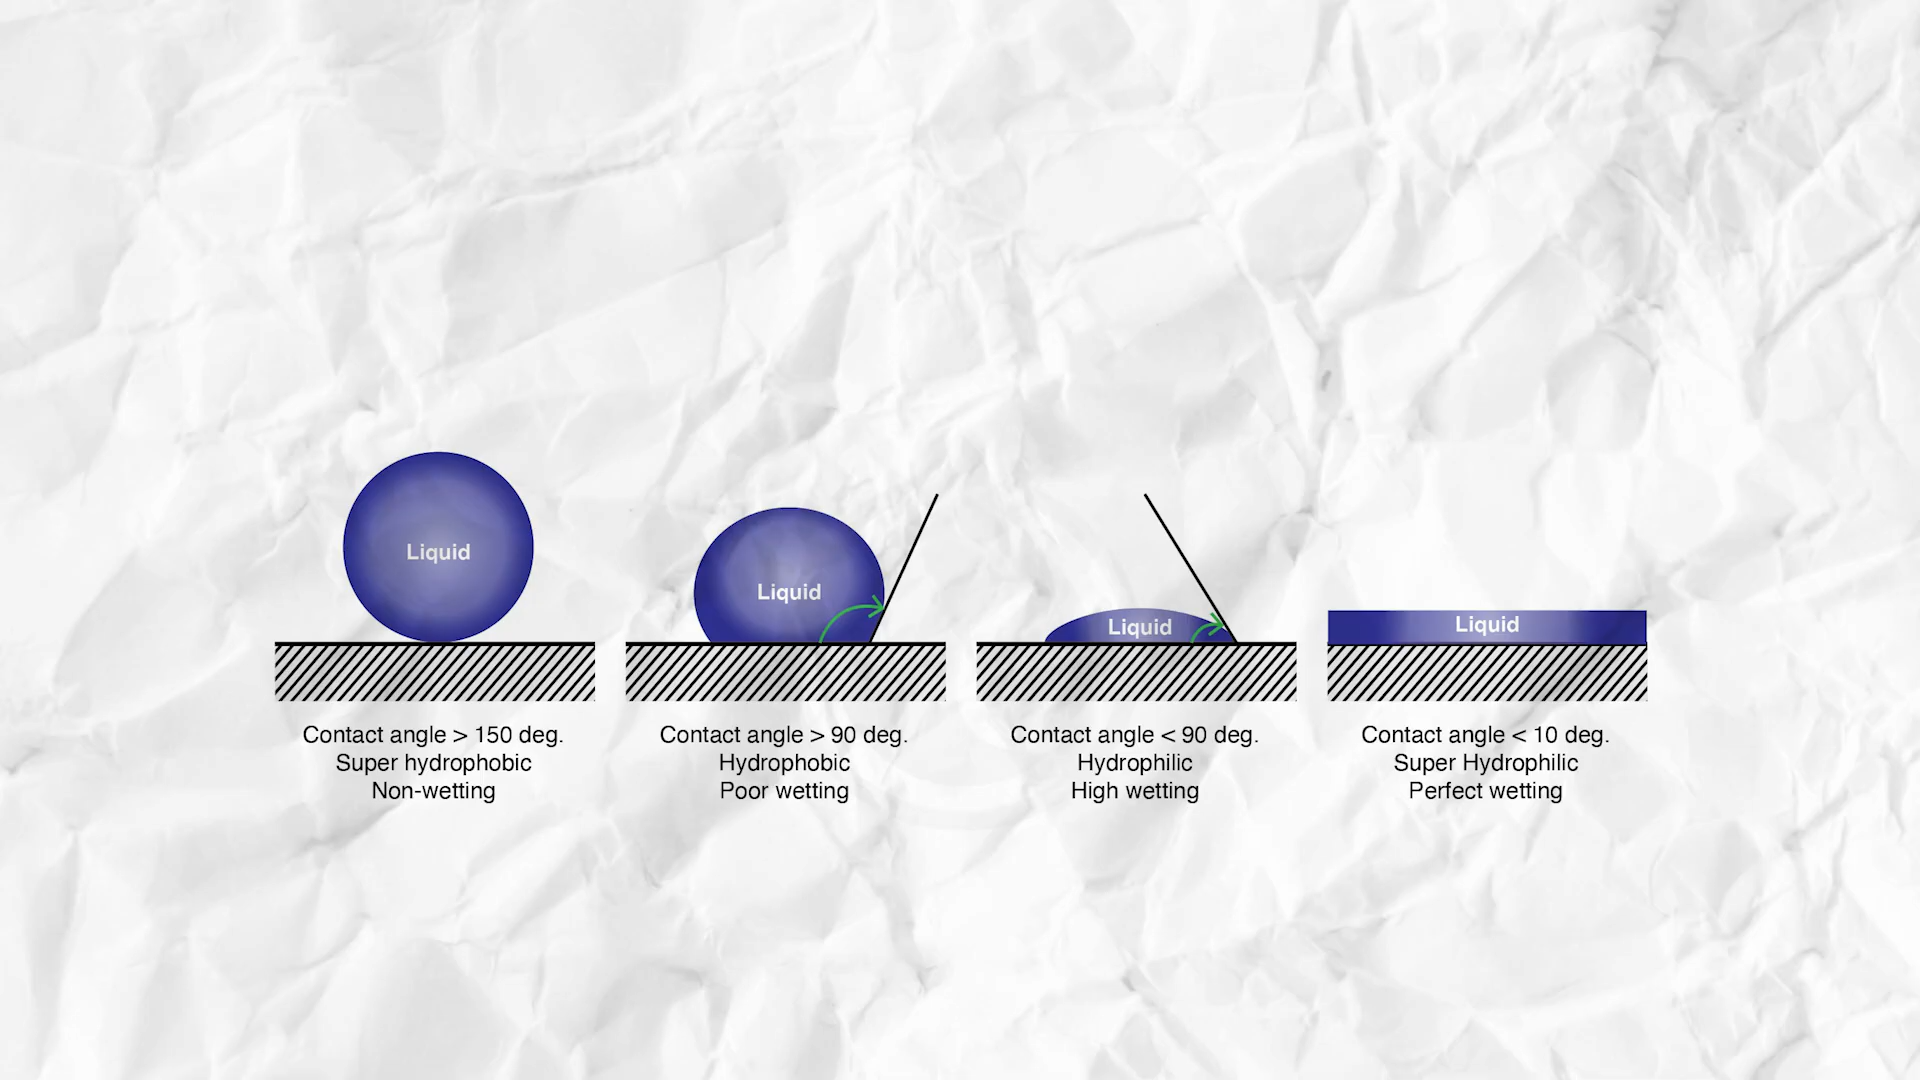 Liquid
Liquid
Liquid
Liquid
Contact angle > 150 deg.
Super hydrophobic
Non-wetting
Contact angle > 90 deg.
Hydrophobic
Poor wetting
Contact angle < 90 deg.
Hydrophilic
High wetting
Contact angle < 10 deg.
Super Hydrophilic
Perfect wetting